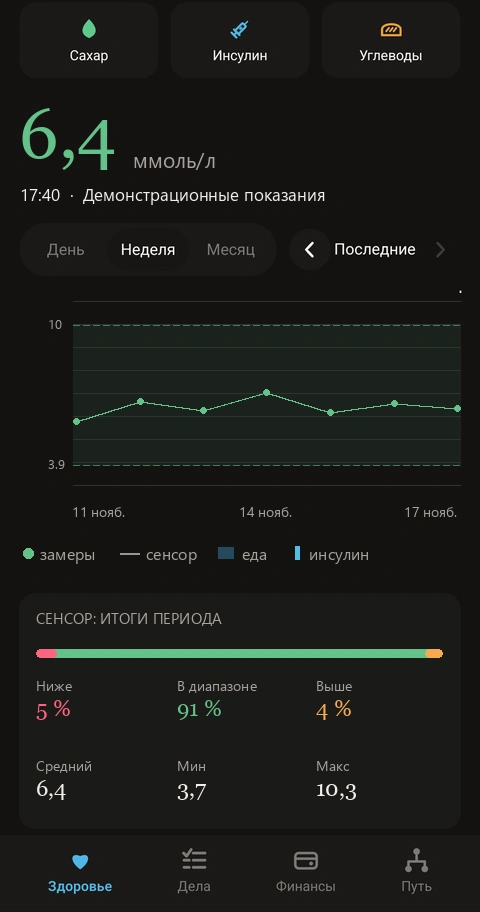 Сахар Инсулин Углеводы
6,4 ммоль/л
17:40 · Демонстрационные показания
День Неделя Месяц Последние
10
3.9
11 нояб. 14 нояб. 17 нояб.
замеры сенсор еда инсулин
СЕНСОР: ИТОГИ ПЕРИОДА
Ниже В диапазоне Выше
5 % 91 % 4 %
Средний Мин Макс
6,4 3,7 10,3
Здоровье Дела Финансы Путь